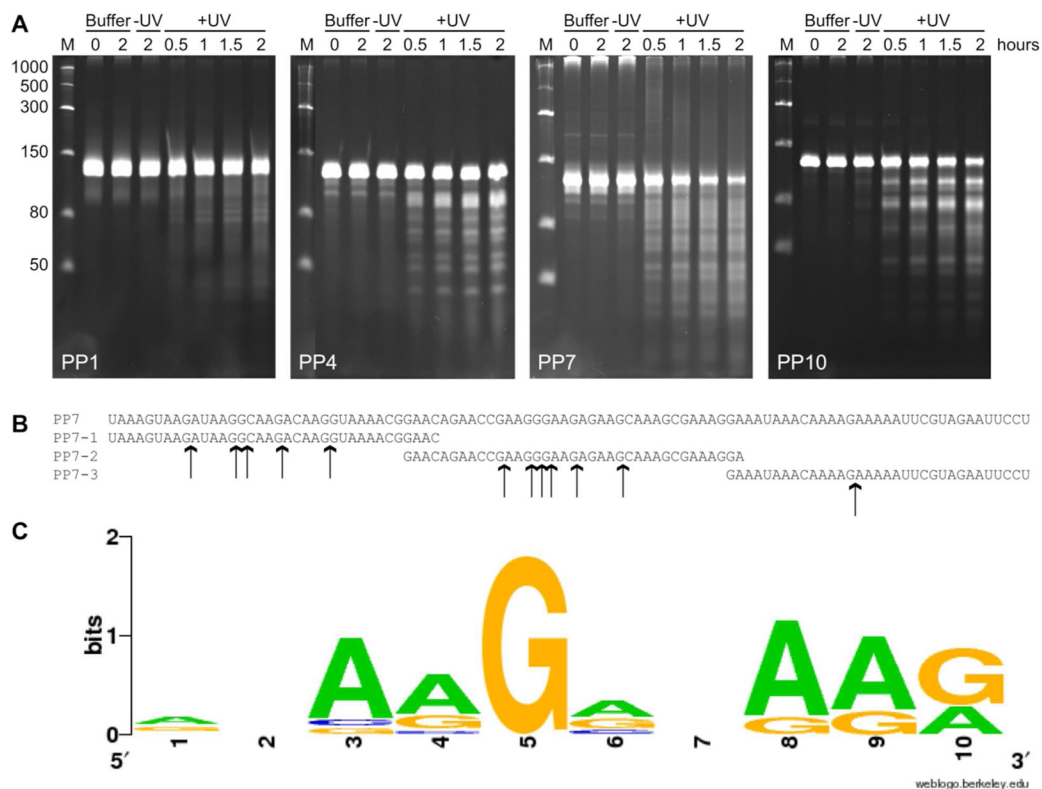 A
Buffer -UV +UV Buffer -UV +UV Buffer -UV +UV Buffer -UV +UV
M 0 2 2 0.5 1 1.5 2 M 0 2 2 0.5 1 1.5 2 M 0 2 2 0.5 1 1.5 2 M 0 2 2 0.5 1 1.5 2 hours
1000
500
300
150
80
50
PP1 PP4 PP7 PP10
B
PP7 UAAAGUAAGAUAAGGCAAGACAAGGUAAAACGGAACAGAACCGAAGGGAAGAGAAGCAAAGCGAAAGGAAAUAAACAAAAGAAAAAUUCGUAGAAUUCCU
PP7-1 UAAAGUAAGAUAAGGCAAGACAAGGUAAAACGGAAC
PP7-2 GAACAGAACCGAAGGGAAGAGAAGCAAAGCGAAAGGA
PP7-3 GAAAUAAACAAAAGAAAAAUUCGUAGAAUUCCU
C
bits
2
1
0
5′ 1 2 3 4 5 6 7 8 9 10 3′
A G A C G A G C G A G C A G A G G A
weblogo.berkeley.edu